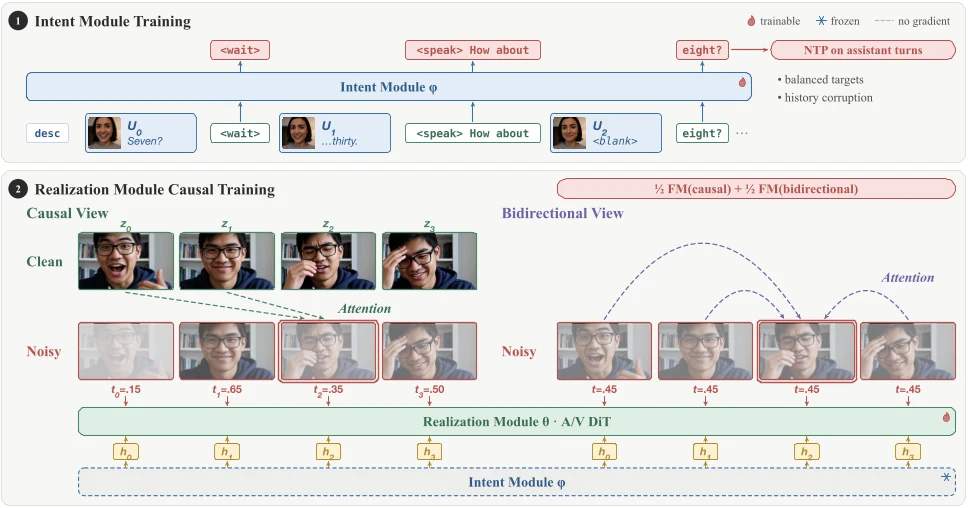 1 Intent Module Training
trainable frozen no gradient
<wait> <speak> How about eight? NTP on assistant turns
Intent Module φ
• balanced targets
• history corruption
desc U0 Seven? <wait> U1 ...thirty. <speak> How about U2 <blank> eight? ...
2 Realization Module Causal Training
½ FM(causal) + ½ FM(bidirectional)
Causal View
Bidirectional View
z0 z1 z2 z3
Clean
Attention
Attention
Noisy
Noisy
t0=.15 t1=.65 t2=.35 t3=.50 t=.45 t=.45 t=.45 t=.45
Realization Module θ · A/V DiT
h0 h1 h2 h3 h0 h1 h2 h3
Intent Module φ